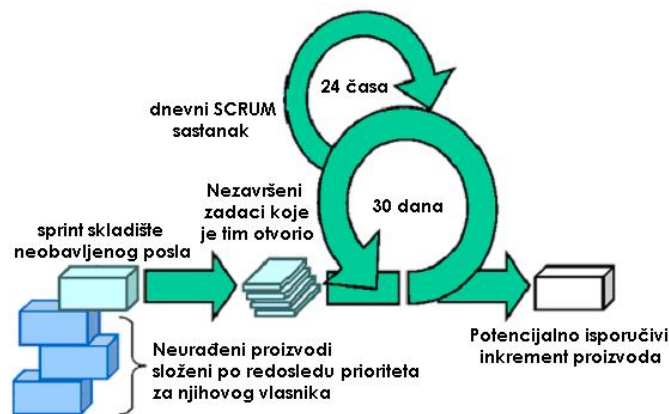 24 časa
dnevni SCRUM
sastanak
Nezavršeni
zadaci koje
je tim otvorio
30 dana
sprint skladište
neobavljenog posla
Potencijalno isporučivi
inkrement proizvoda
Neurađeni proizvodi
složeni po redosledu prioriteta
za njihovog vlasnika